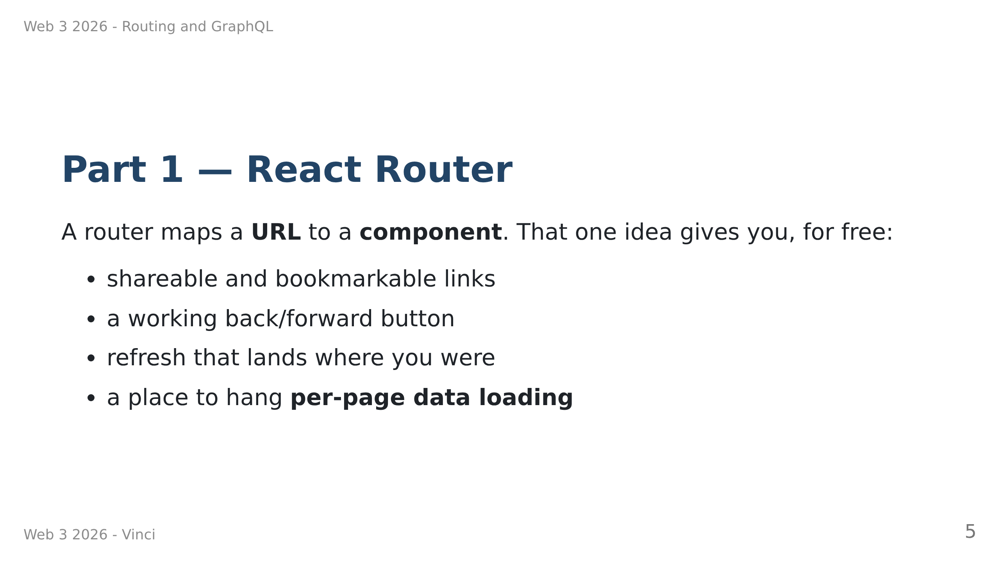 Web 3 2026 - Routing and GraphQL
Part 1 — React Router
A router maps a URL to a component. That one idea gives you, for free:
• shareable and bookmarkable links
• a working back/forward button
• refresh that lands where you were
• a place to hang per-page data loading
Web 3 2026 - Vinci
5